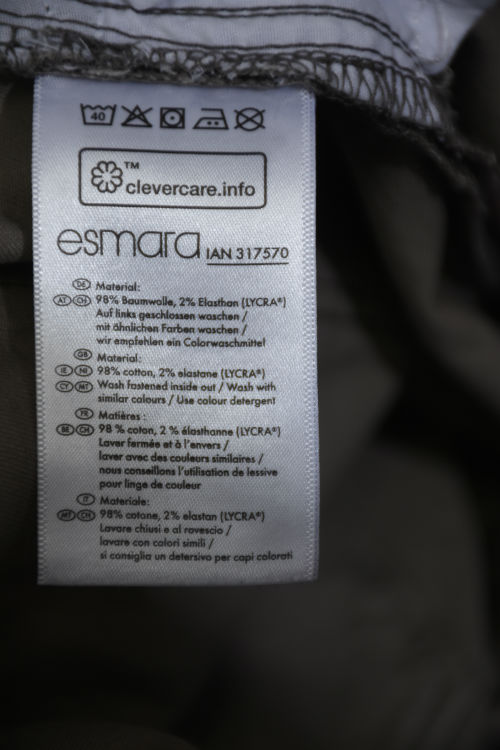 40
™
clevercare.info
esmara IAN 317570
DE Material:
AT CH 98% Baumwolle, 2% Elasthan (LYCRA®)
Auf links geschlossen waschen /
mit ähnlichen Farben waschen /
wir empfehlen ein Colorwaschmittel
GB Material:
IE NI 98% cotton, 2% elastane (LYCRA®)
CY MT Wash fastened inside out / Wash with
similar colours / Use colour detergent
FR Matières :
BE CH 98 % coton, 2 % élasthanne (LYCRA®)
Laver fermée et à l'envers /
laver avec des couleurs similaires /
nous conseillons l'utilisation de lessive
pour linge de couleur
IT Materiale:
MT CH 98% cotone, 2% elastan (LYCRA®)
Lavare chiusi e al rovescio /
lavare con calori simili /
si consiglia un detersivo per capi colorati